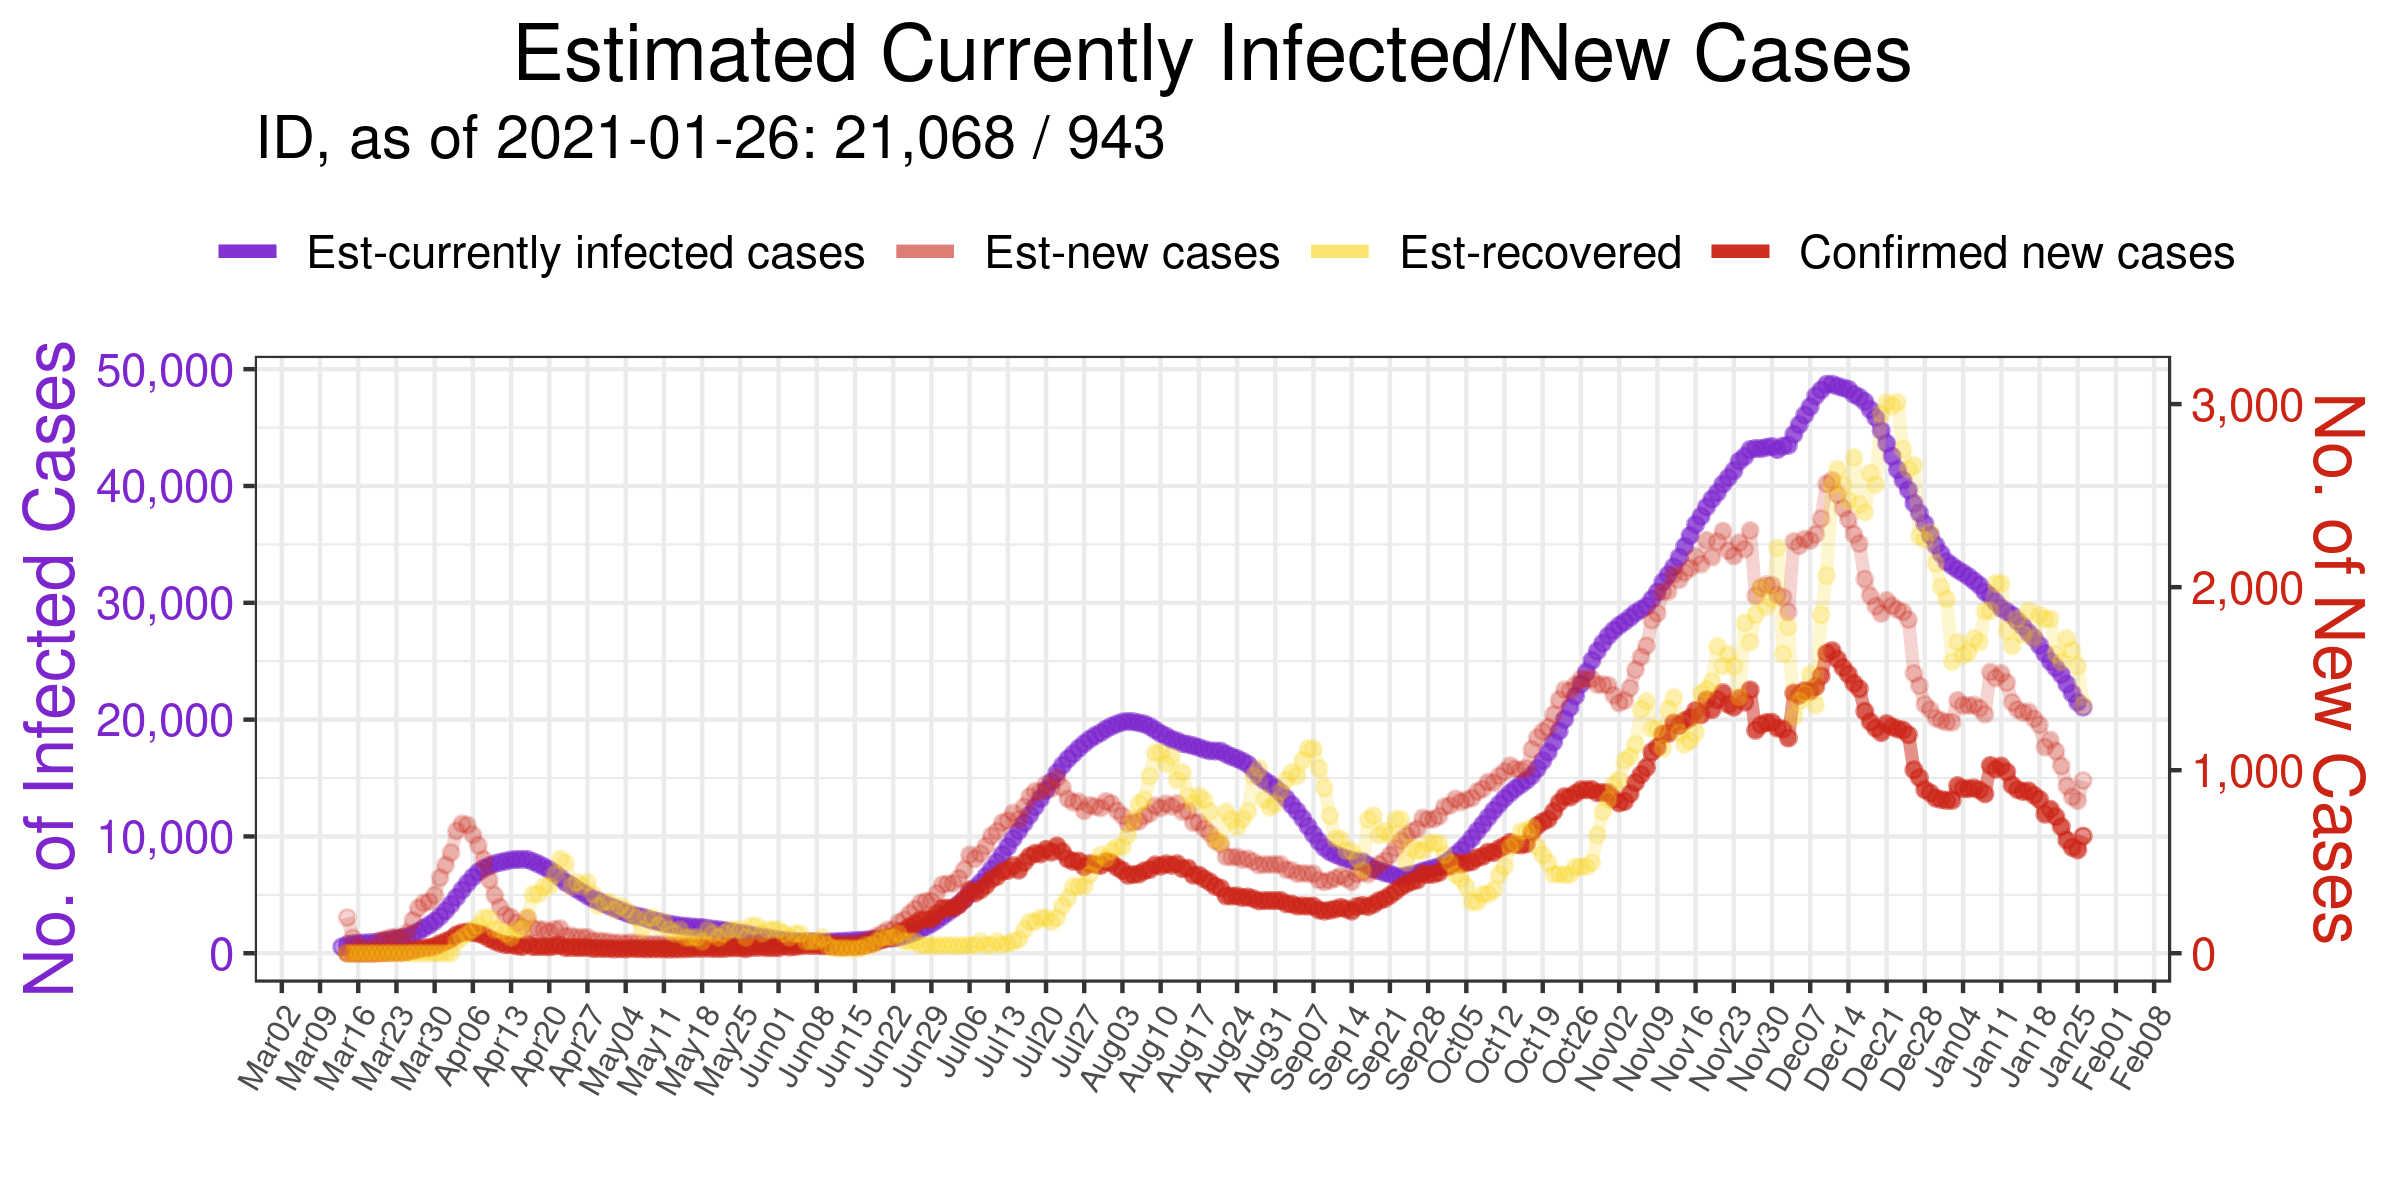 Estimated Currently Infected/New Cases
ID, as of 2021-01-26: 21,068 / 943
Est-currently infected cases Est-new cases Est-recovered Confirmed new cases
No. of Infected Cases
50,000
40,000
30,000
20,000
10,000
0
3,000
2,000
1,000
0
No. of New Cases
Mar02 Mar09 Mar16 Mar23 Mar30 Apr06 Apr13 Apr20 Apr27 May04 May11 May18 May25 Jun01 Jun08 Jun15 Jun22 Jun29 Jul06 Jul13 Jul20 Jul27 Aug03 Aug10 Aug17 Aug24 Aug31 Sep07 Sep14 Sep21 Sep28 Oct05 Oct12 Oct19 Oct26 Nov02 Nov09 Nov16 Nov23 Nov30 Dec07 Dec14 Dec21 Dec28 Jan04 Jan11 Jan18 Jan25 Feb01 Feb08